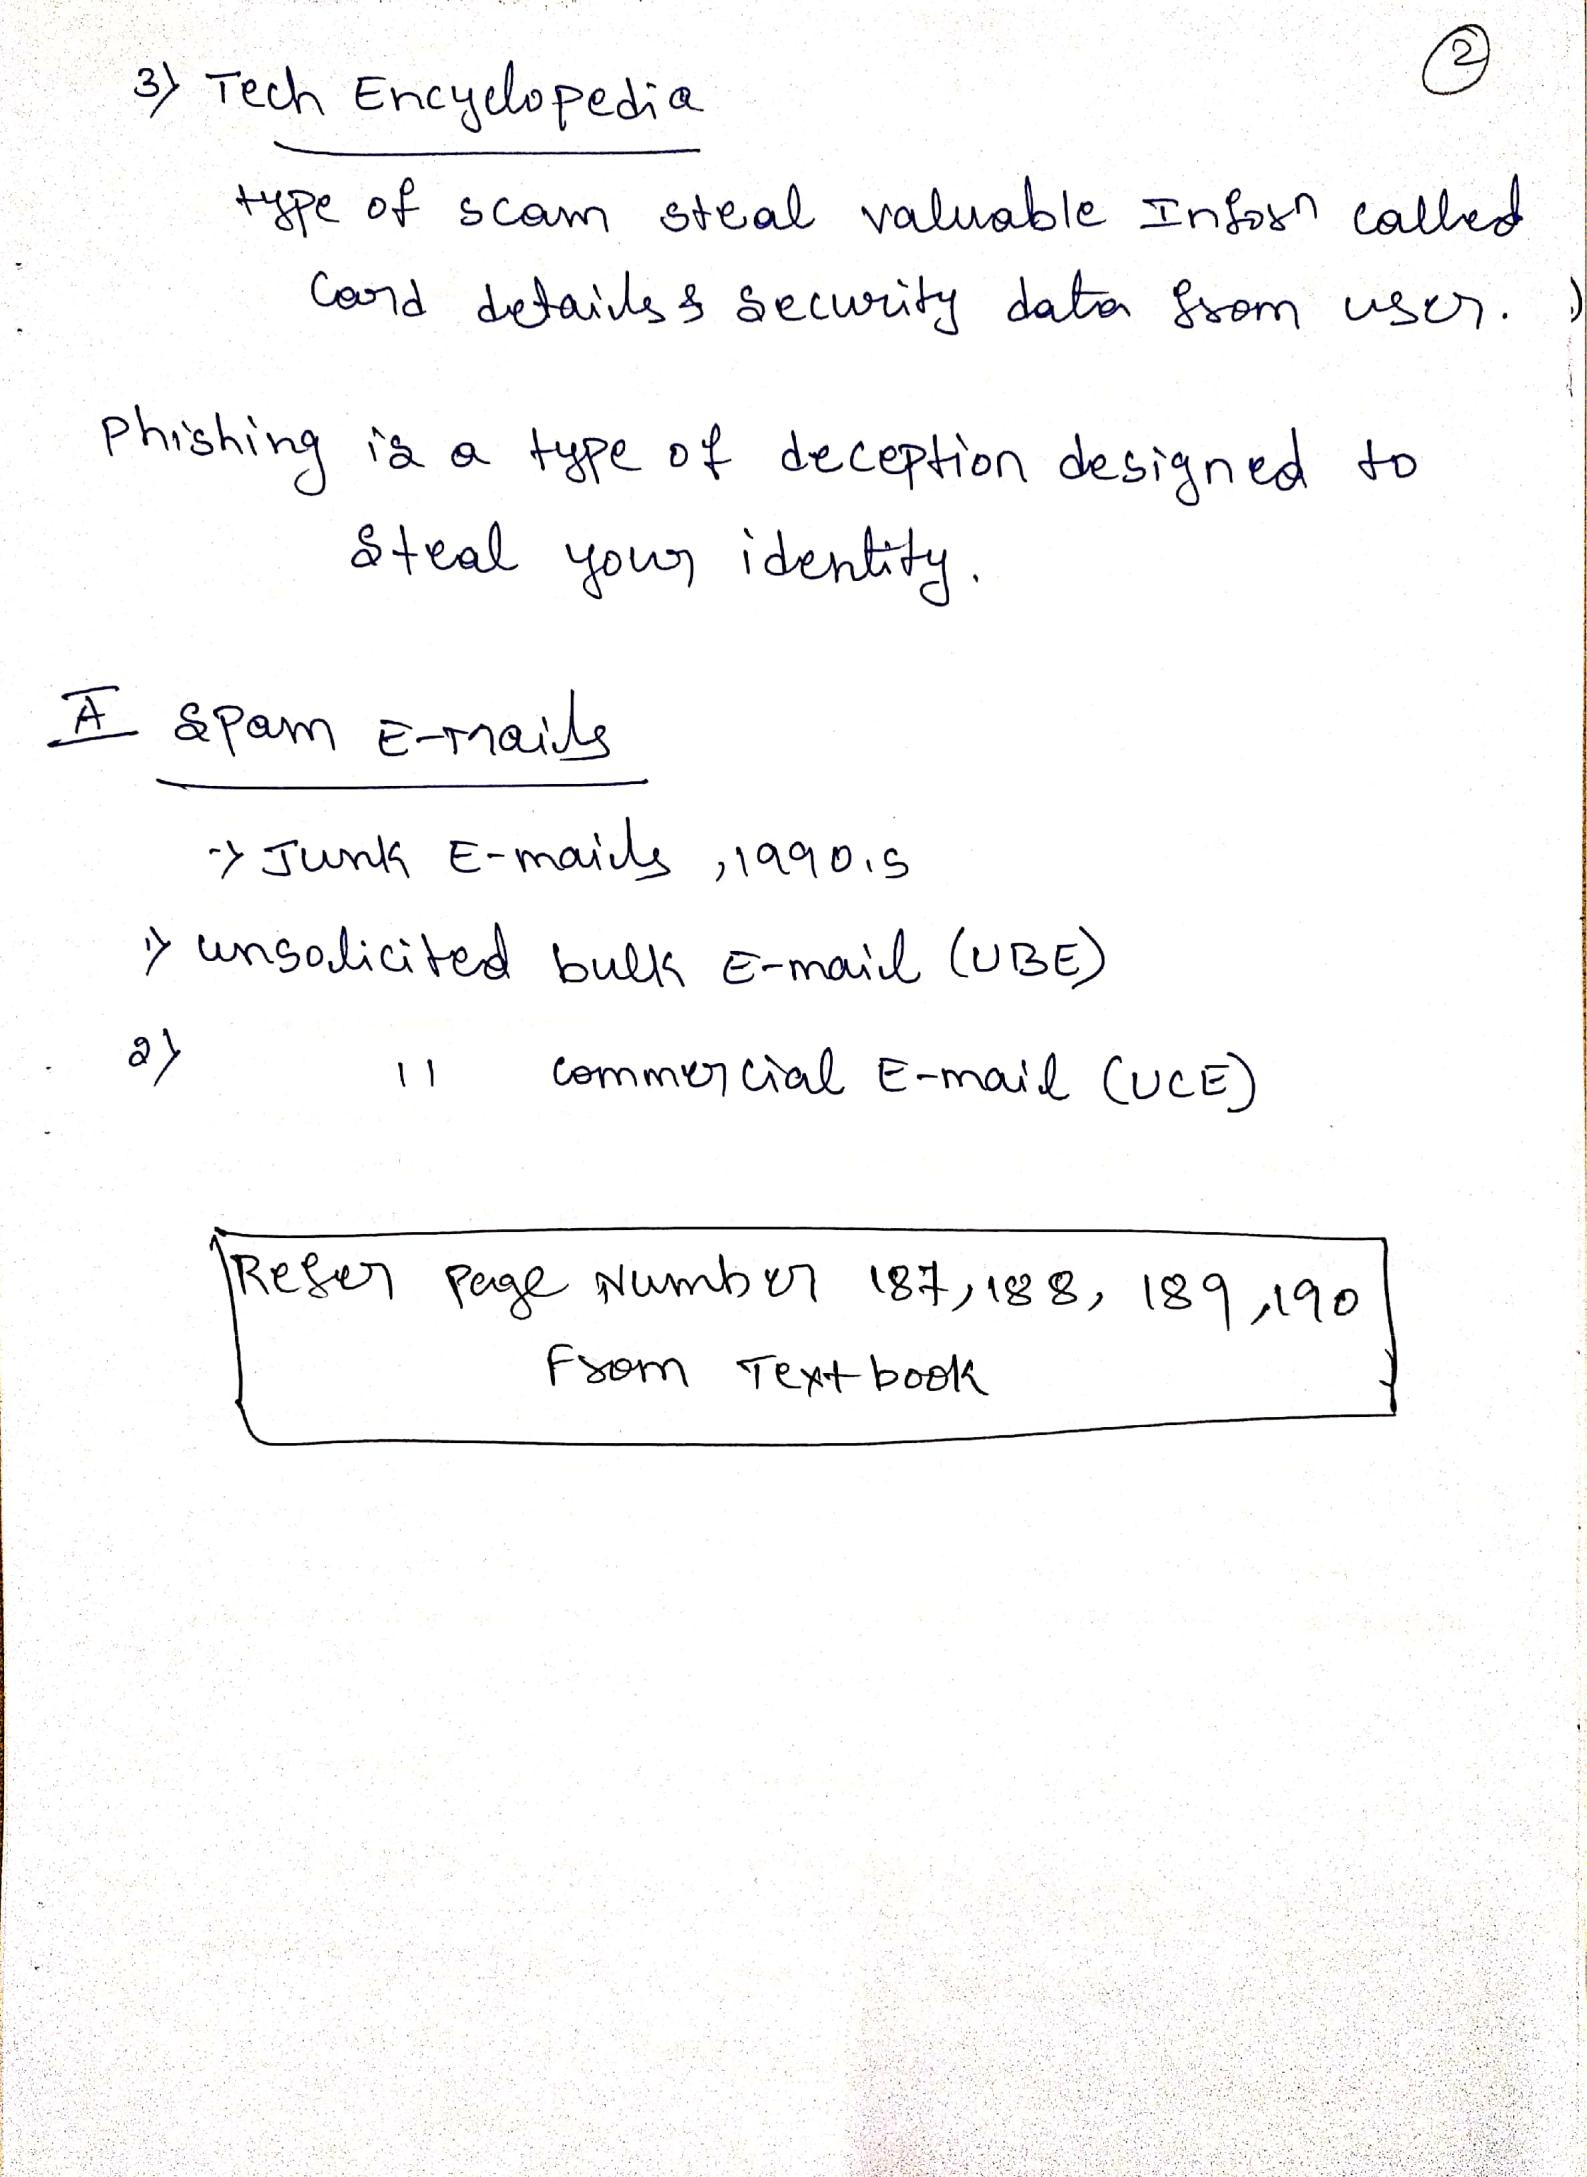 2
3) Tech Encyclopedia
type of scam steal valuable Inforn called
Card details & security data from user.
Phishing is a type of deception designed to
Steal your identity.
A Spam E-mails
-> Junk E-mails, 1990's
1) unsolicited bulk E-mail (UBE)
2) 11 commercial E-mail (UCE)
Refer page Number 187, 188, 189, 190
From Text book